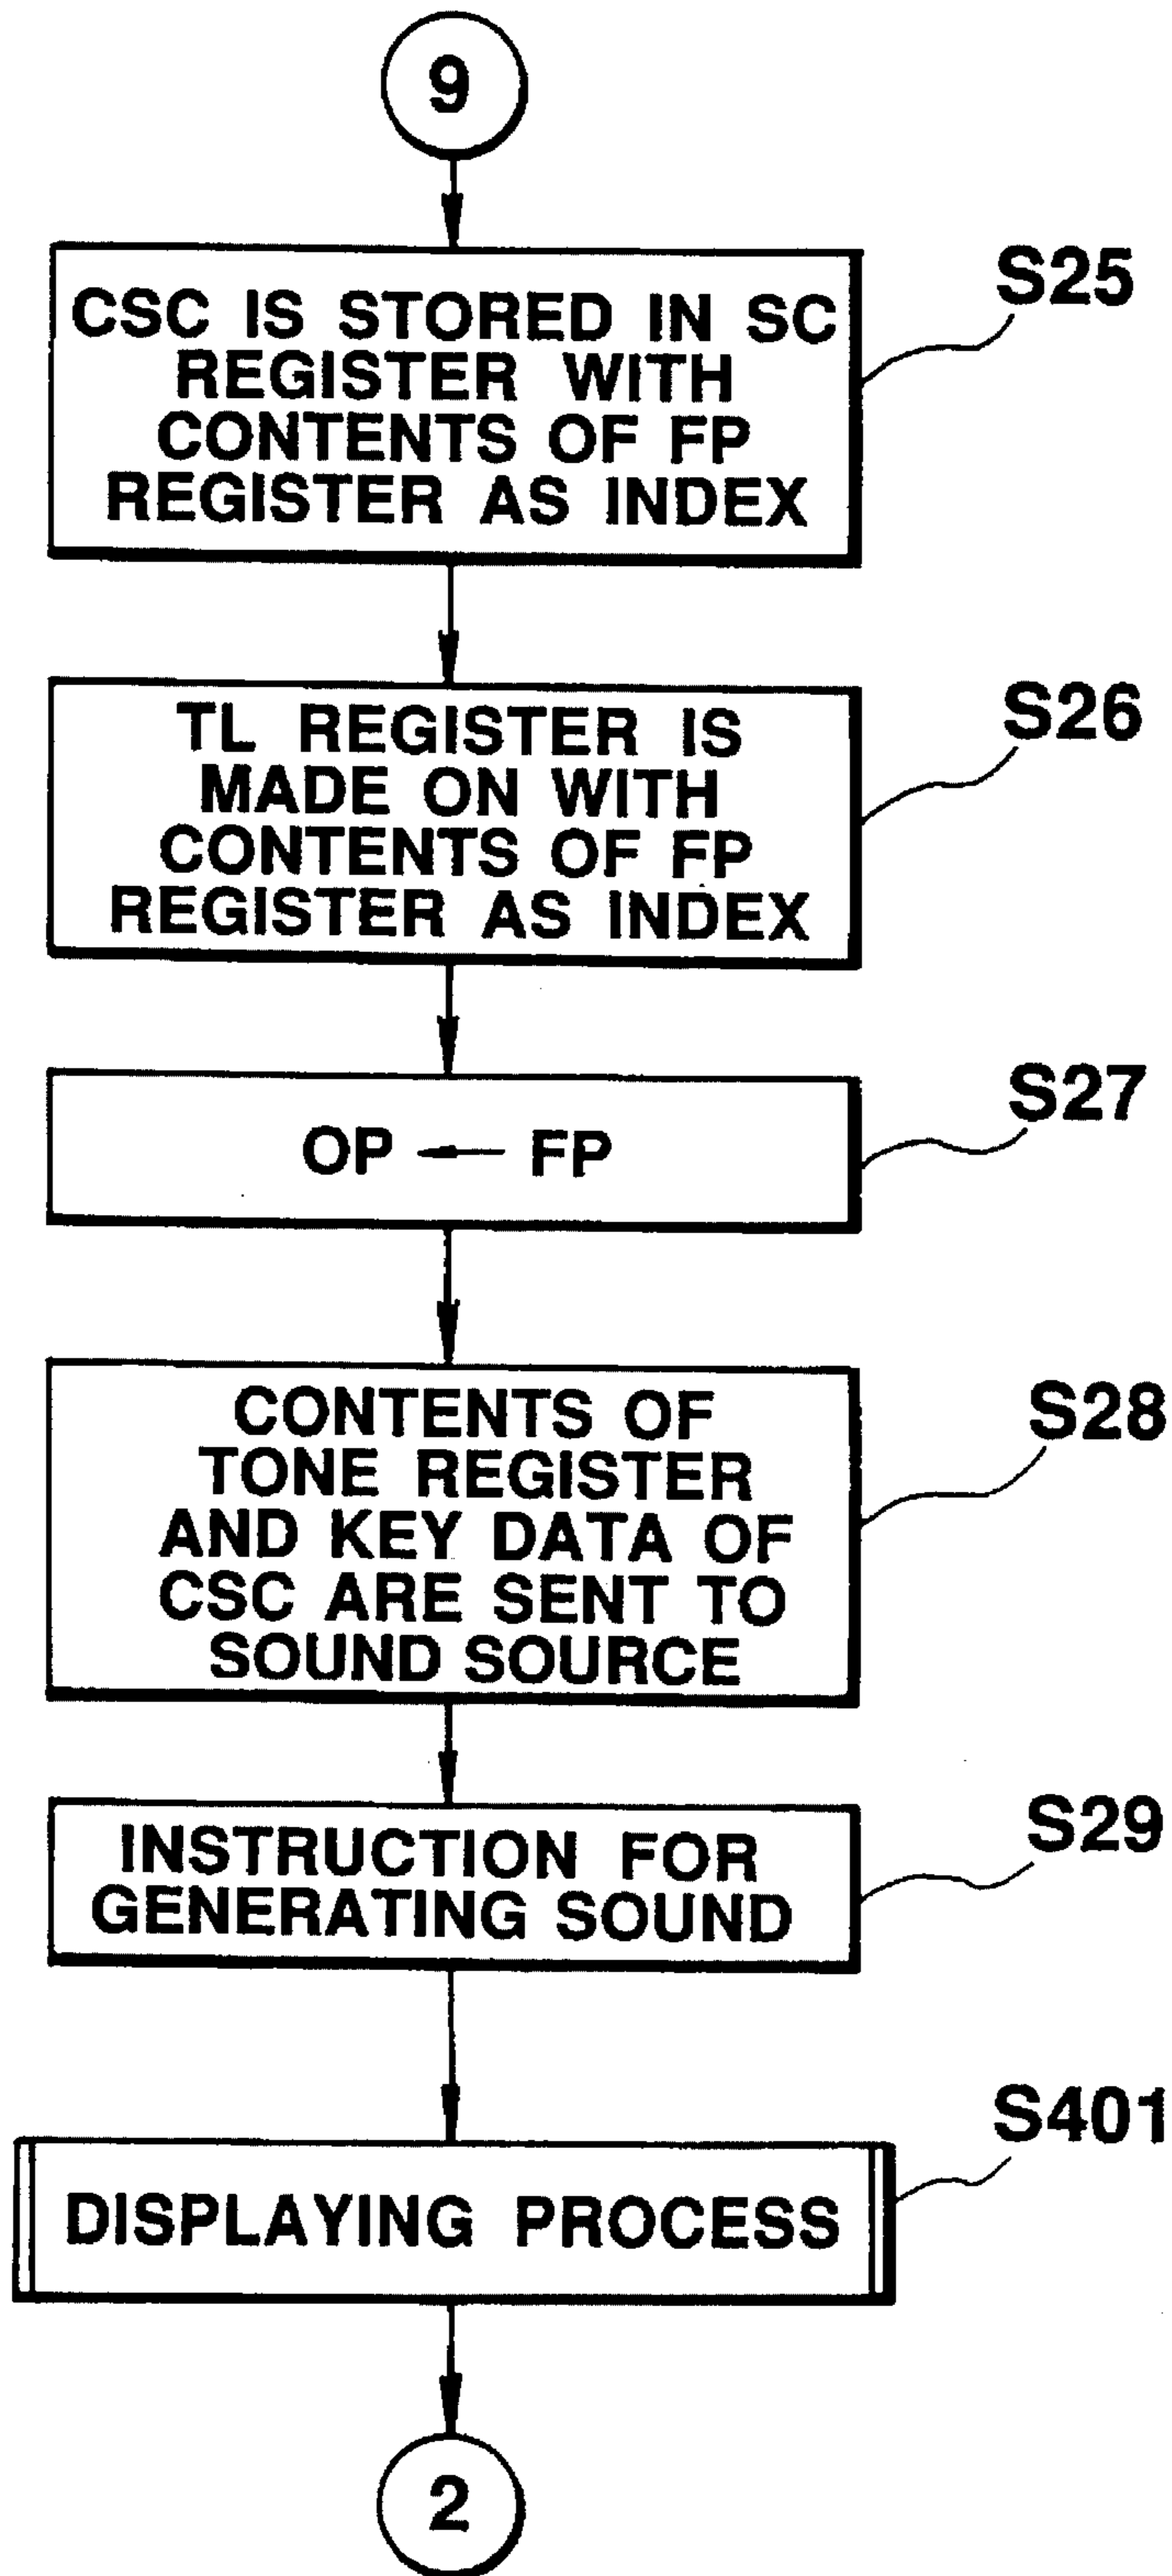 9
CSC IS STORED IN SC
REGISTER WITH
CONTENTS OF FP
REGISTER AS INDEX
S25
TL REGISTER IS
MADE ON WITH
CONTENTS OF FP
REGISTER AS INDEX
S26
OP ← FP
S27
CONTENTS OF
TONE REGISTER
AND KEY DATA OF
CSC ARE SENT TO
SOUND SOURCE
S28
INSTRUCTION FOR
GENERATING SOUND
S29
DISPLAYING PROCESS
S401
2